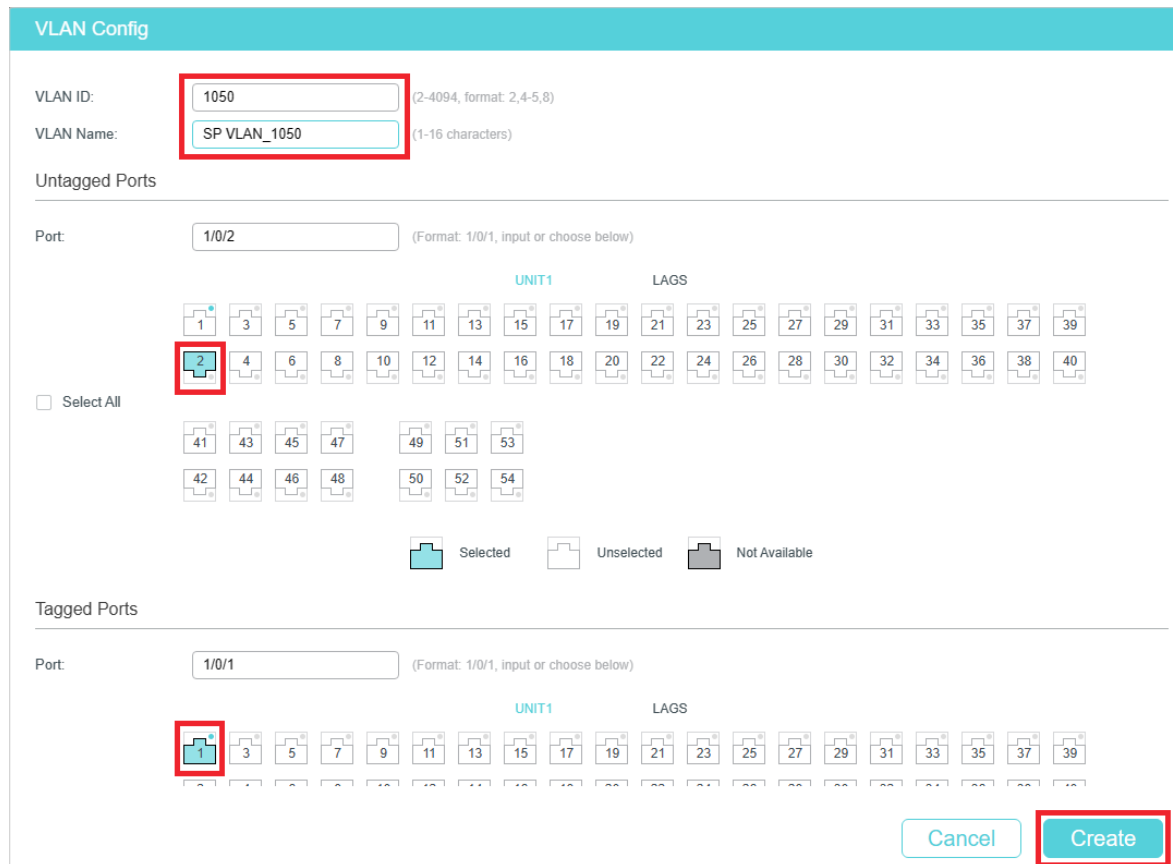 VLAN Config
VLAN ID: 1050 (2-4094, format: 2,4-5,8)
VLAN Name: SP VLAN_1050 (1-16 characters)
Untagged Ports
Port: 1/0/2 (Format: 1/0/1, input or choose below)
UNIT1 LAGS
1 3 5 7 9 11 13 15 17 19 21 23 25 27 29 31 33 35 37 39
2 4 6 8 10 12 14 16 18 20 22 24 26 28 30 32 34 36 38 40
Select All
41 43 45 47 49 51 53
42 44 46 48 50 52 54
Selected Unselected Not Available
Tagged Ports
Port: 1/0/1 (Format: 1/0/1, input or choose below)
UNIT1 LAGS
1 3 5 7 9 11 13 15 17 19 21 23 25 27 29 31 33 35 37 39
Cancel Create